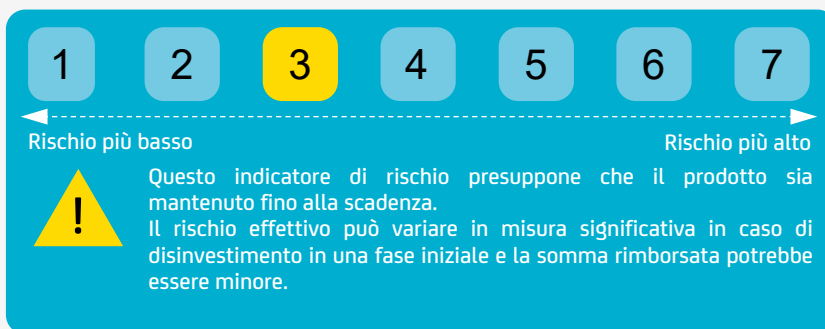 1 2 3 4 5 6 7
Rischio più basso Rischio più alto
!
Questo indicatore di rischio presuppone che il prodotto sia
mantenuto fino alla scadenza.
Il rischio effettivo può variare in misura significativa in caso di
disinvestimento in una fase iniziale e la somma rimborsata potrebbe
essere minore.